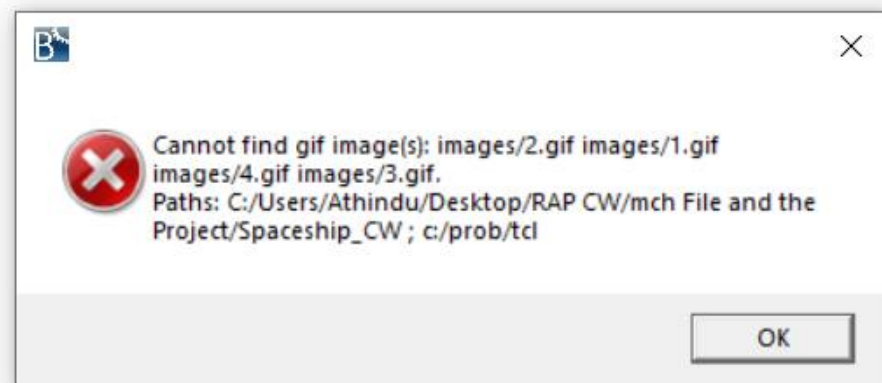 B
Cannot find gif image(s): images/2.gif images/1.gif
images/4.gif images/3.gif.
Paths: C:/Users/Athindu/Desktop/RAP CW/mch File and the
Project/Spaceship_CW ; c:/prob/tcl
OK